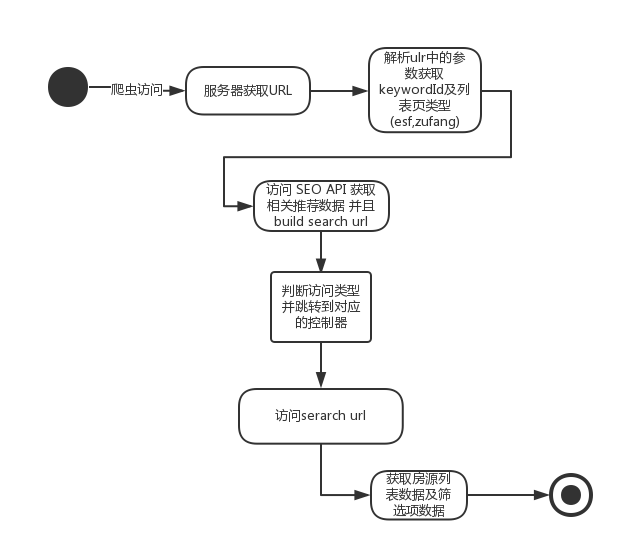 爬虫访问
服务器获取URL
解析ulr中的参
数获取
keywordId及列
表页类型
(esf,zufang)
访问 SEO API 获取
相关推荐数据 并且
build search url
判断访问类型
并跳转到对应
的控制器
访问serarch url
获取房源列
表数据及筛
选项数据